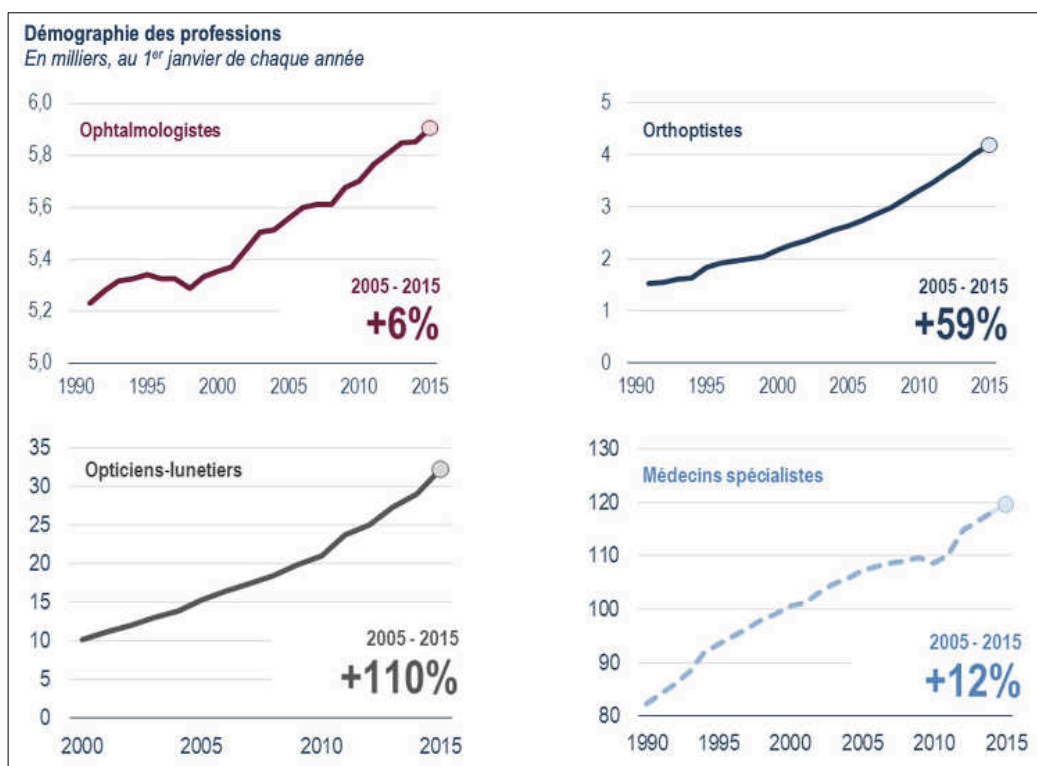 Démographie des professions
En milliers, au 1er janvier de chaque année
6,0
5,8
5,6
5,4
5,2
5,0
Ophtalmologistes
2005 - 2015
+6%
1990 1995 2000 2005 2010 2015
5
4
3
2
1
0
Orthoptistes
2005 - 2015
+59%
1990 1995 2000 2005 2010 2015
35
30
25
20
15
10
5
0
Opticiens-lunetiers
2005 - 2015
+110%
2000 2005 2010 2015
130
120
110
100
90
80
Médecins spécialistes
2005 - 2015
+12%
1990 1995 2000 2005 2010 2015